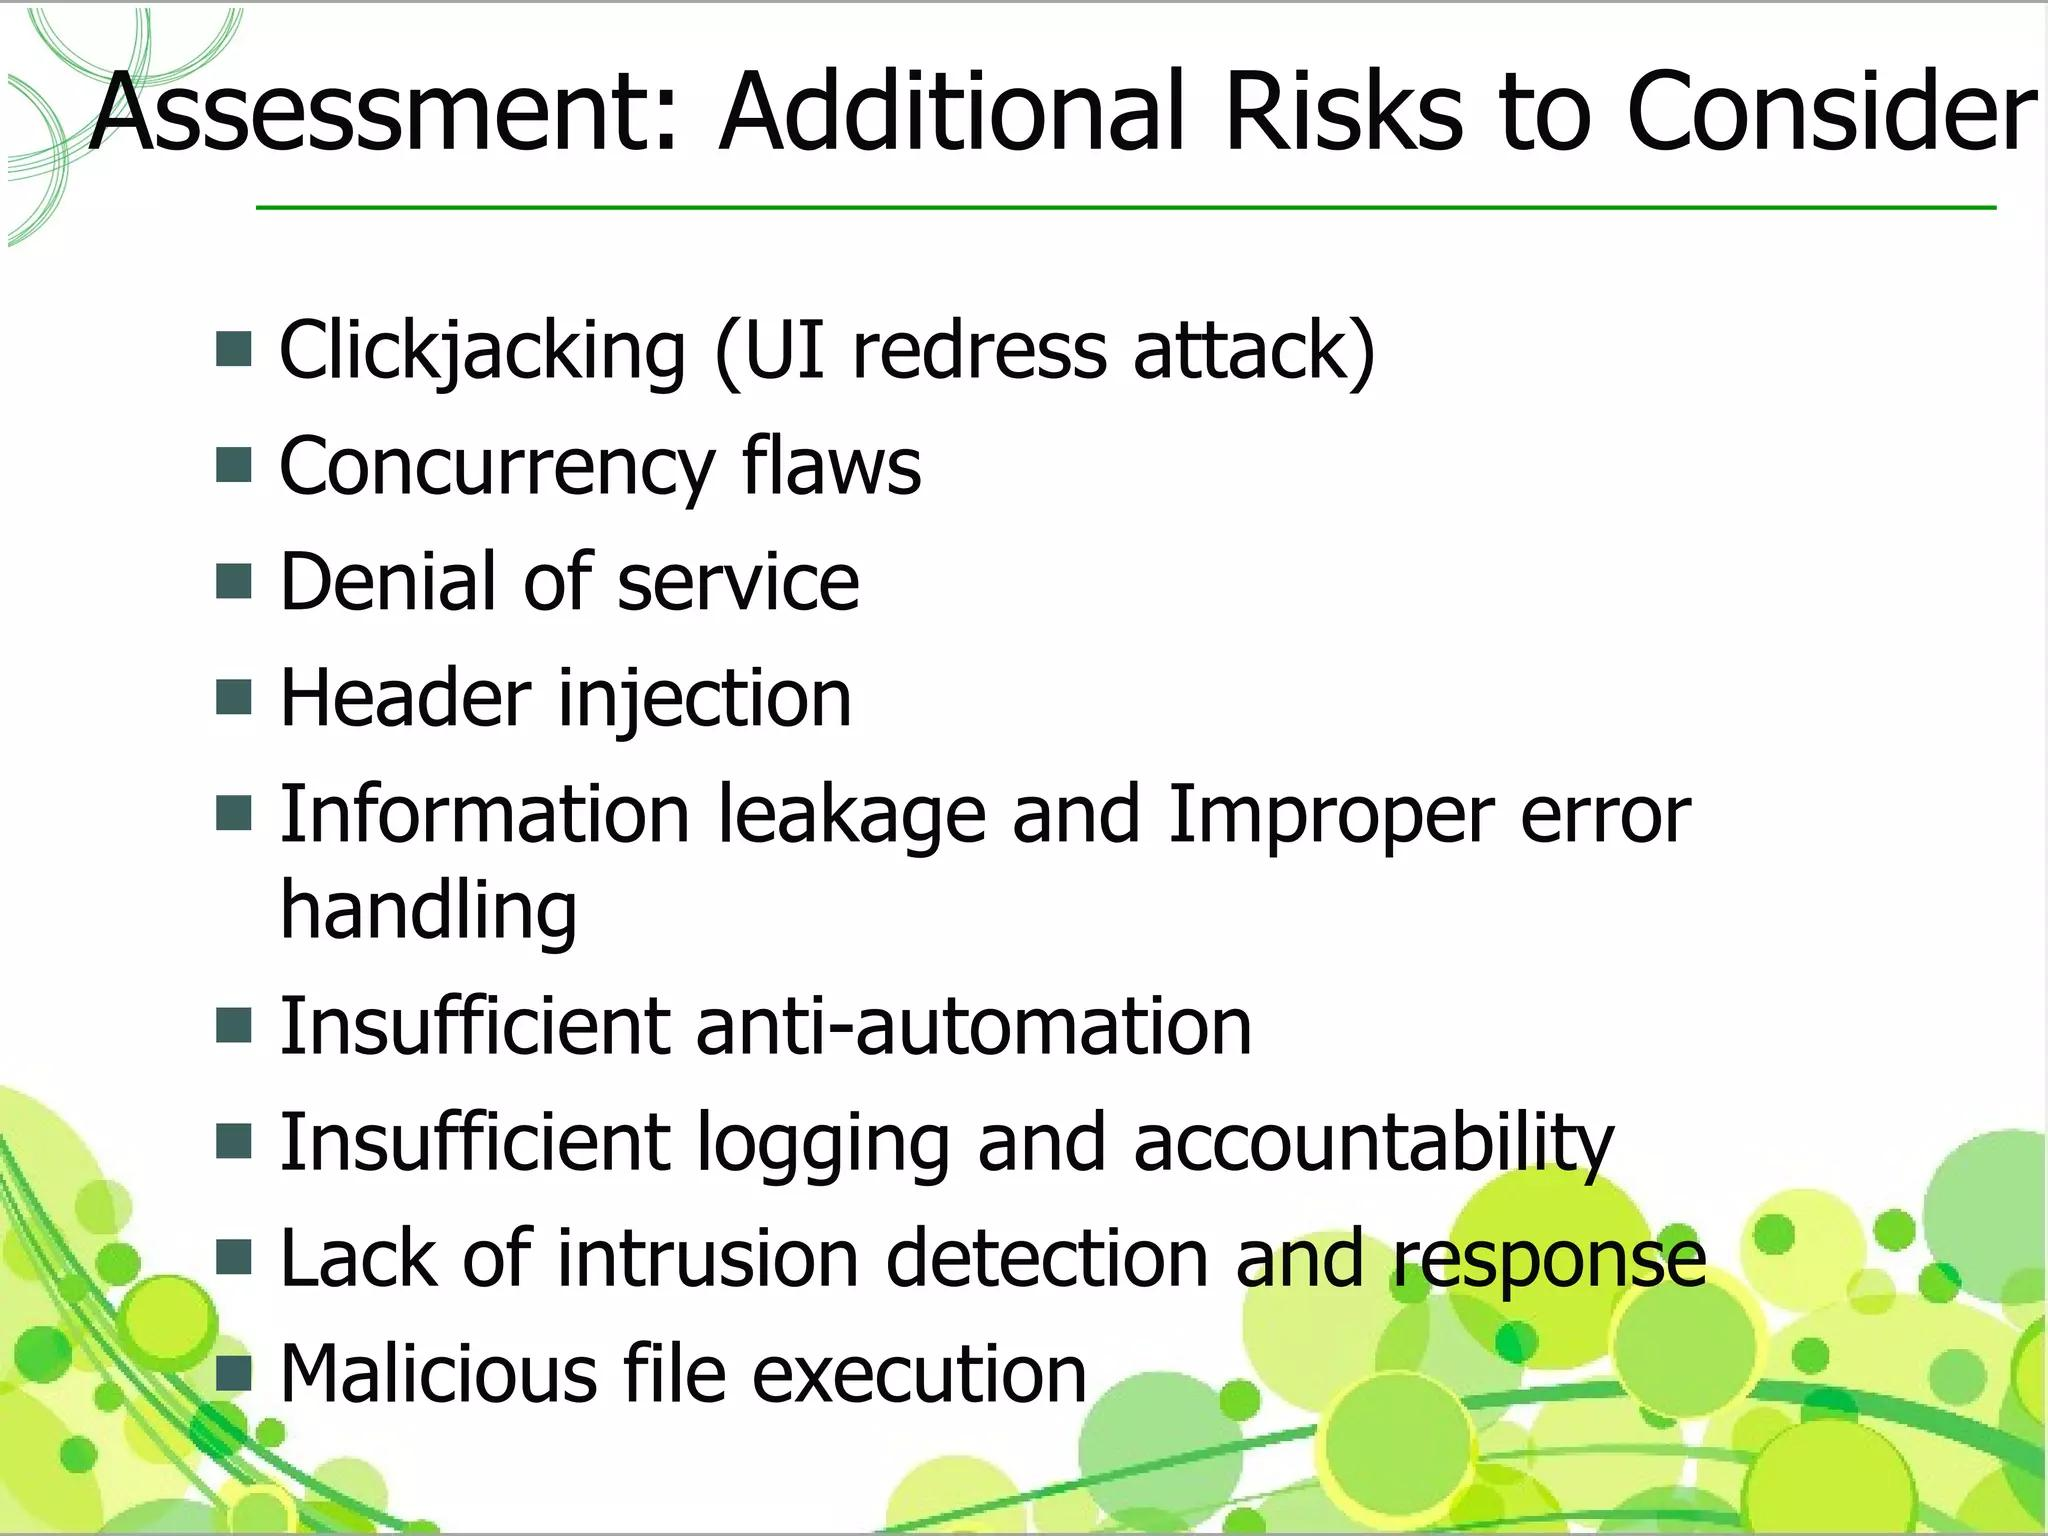 Assessment: Additional Risks to Consider
Clickjacking (UI redress attack)
Concurrency flaws
Denial of service
Header injection
Information leakage and Improper error
handling
Insufficient anti-automation
Insufficient logging and accountability
Lack of intrusion detection and response
Malicious file execution